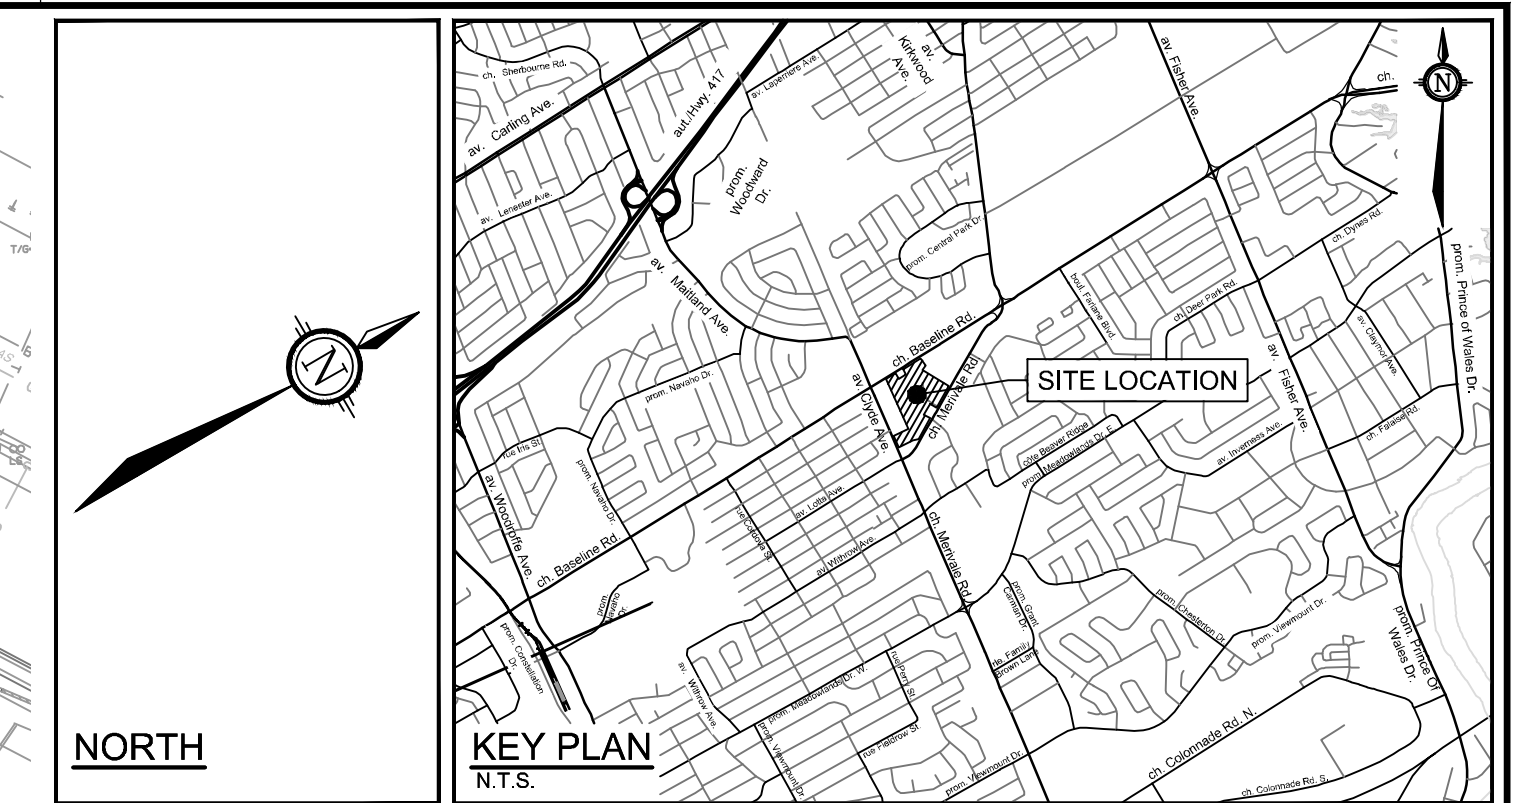 T/G
N
NORTH
KEY PLAN
N.T.S.
N
SITE LOCATION
ch. Sherbourne Rd.
av. Carling Ave.
aut./Hwy. 417
av. Laperriere Ave.
av.
Kirkwood
Ave.
av. Fisher Ave.
ch.
av. Lenester Ave.
prom.
Woodward
Dr.
prom. Central Park Dr.
ch. Dynes Rd.
av. Maitland Ave.
boul. Farlane Blvd.
ch. Deer Park Rd.
prom. Prince of Wales Dr.
ch. Baseline Rd.
av. Claymor Ave.
prom. Navaho Dr.
av. Clyde Ave.
ch. Merivale Rd
av. Fisher Ave.
ch. Falaise Rd.
rue Iris St.
prom. Navaho Dr.
côte Beaver Ridge
prom. Meadowlands Dr. E.
av. Inverness Ave.
av. Woodroffe Ave.
rue Cordova St.
av. Lotta Ave.
av. Withrow Ave.
ch. Merivale Rd.
ch. Baseline Rd.
prom.
Navaho
Dr.
prom. Grant
Carman Dr.
prom. Chesterton Dr.
prom. Viewmount Dr.
prom. Prince Of
Wales Dr.
prom. Constellation
Dr.
av. Withrow Ave.
prom. Meadowlands Dr. W.
rue Perry St.
rle. Family
Brown Lane
prom. Viewmount Dr.
rue Fieldrow St.
prom. Viewmount Dr.
ch. Colonnade Rd. N.
ch. Colonnade Rd. S.